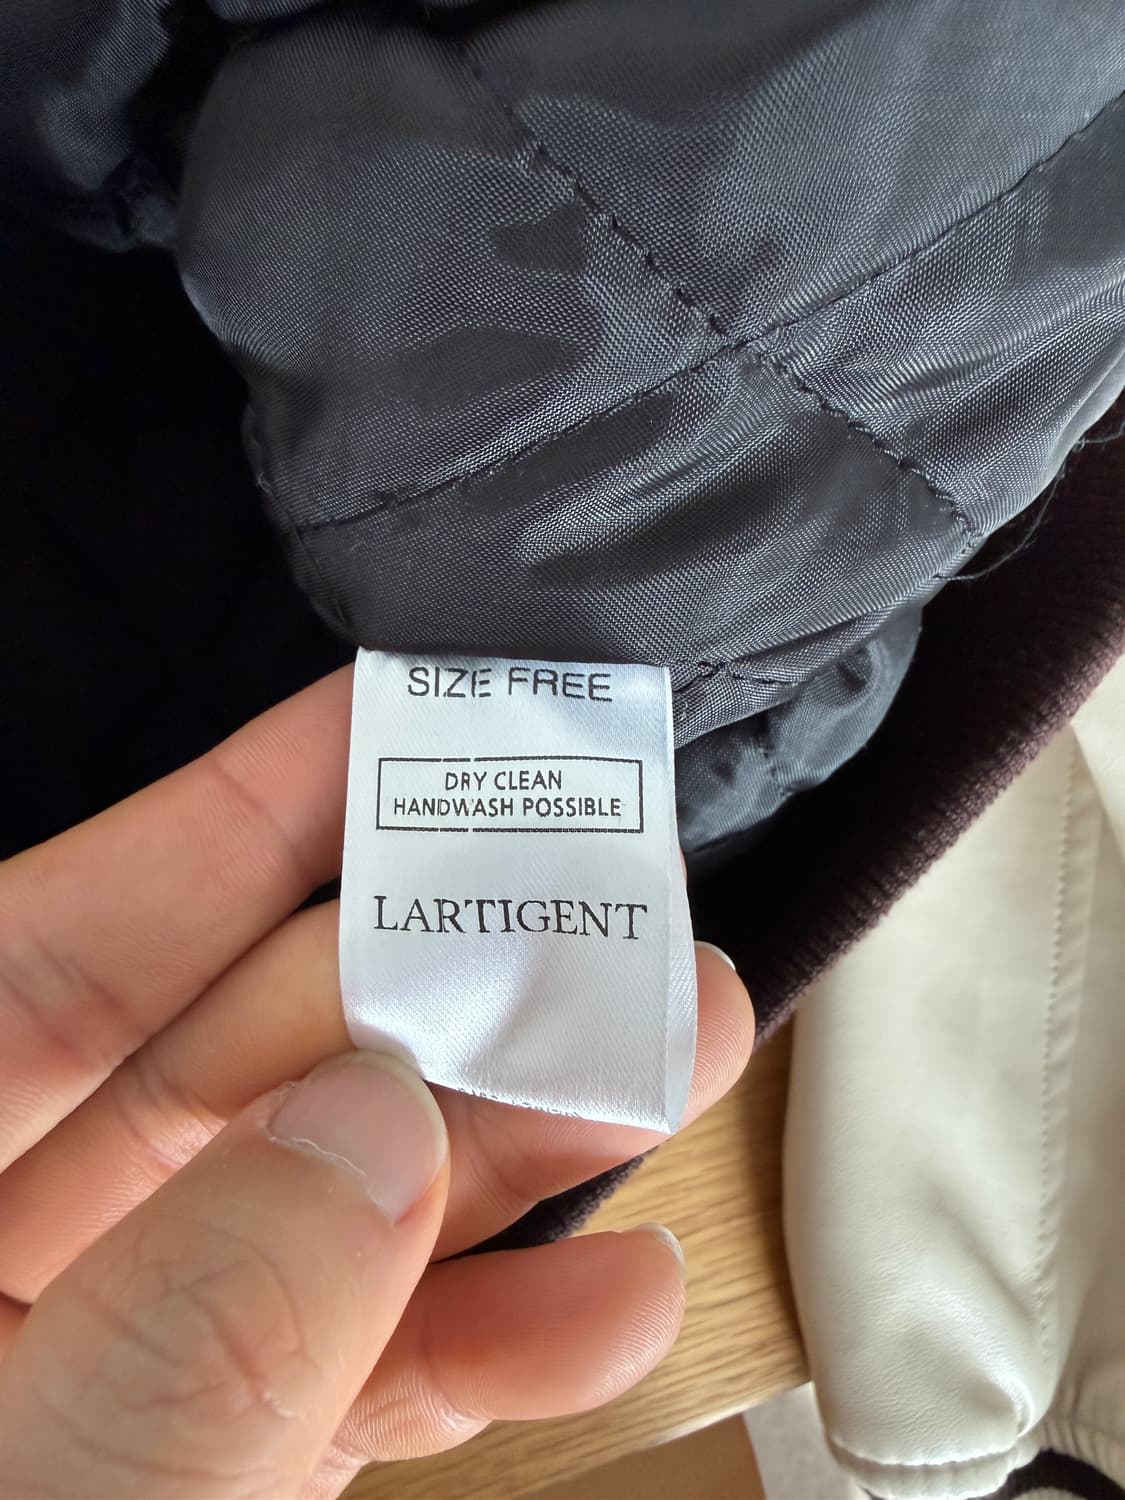 SIZE FREE
DRY CLEAN
HANDWASH POSSIBLE
LARTIGENT